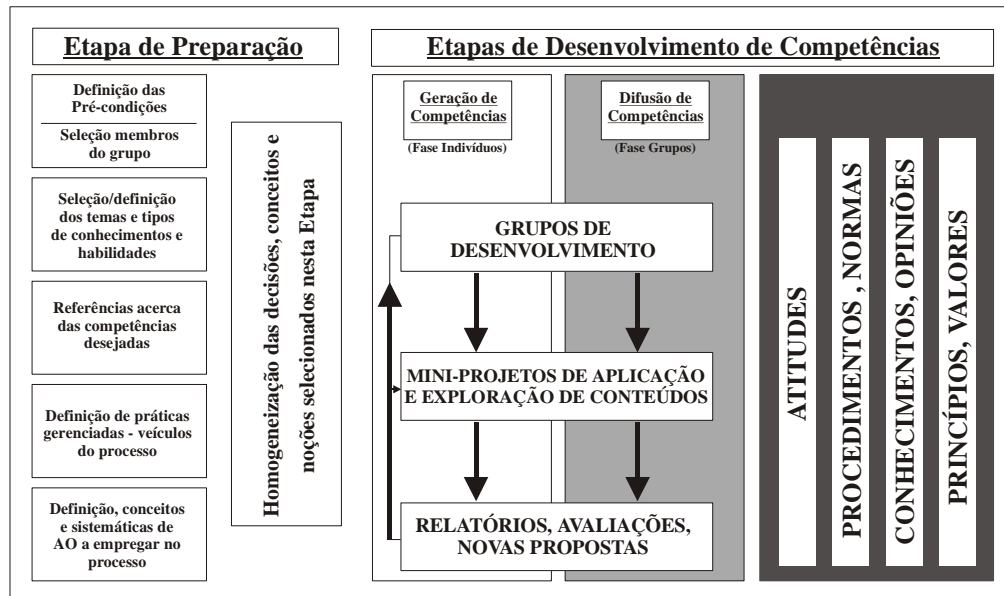 Etapa de Preparação
Definição das
Pré-condições
Seleção membros
do grupo
Seleção/definição
dos temas e tipos
de conhecimentos e
habilidades
Referências acerca
das competências
desejadas
Definição de práticas
gerenciadas - veículos
do processo
Definição, conceitos
e sistemáticas de
AO a empregar no
processo
Homogeneização das decisões, conceitos e
noções selecionados nesta Etapa
Etapas de Desenvolvimento de Competências
Geração de
Competências
(Fase Indivíduos)
Difusão de
Competências
(Fase Grupos)
GRUPOS DE
DESENVOLVIMENTO
MINI-PROJETOS DE APLICAÇÃO
E EXPLORAÇÃO DE CONTEÚDOS
RELATÓRIOS, AVALIAÇÕES,
NOVAS PROPOSTAS
ATITUDES
PROCEDIMENTOS , NORMAS
CONHECIMENTOS, OPINIÕES
PRINCÍPIOS, VALORES